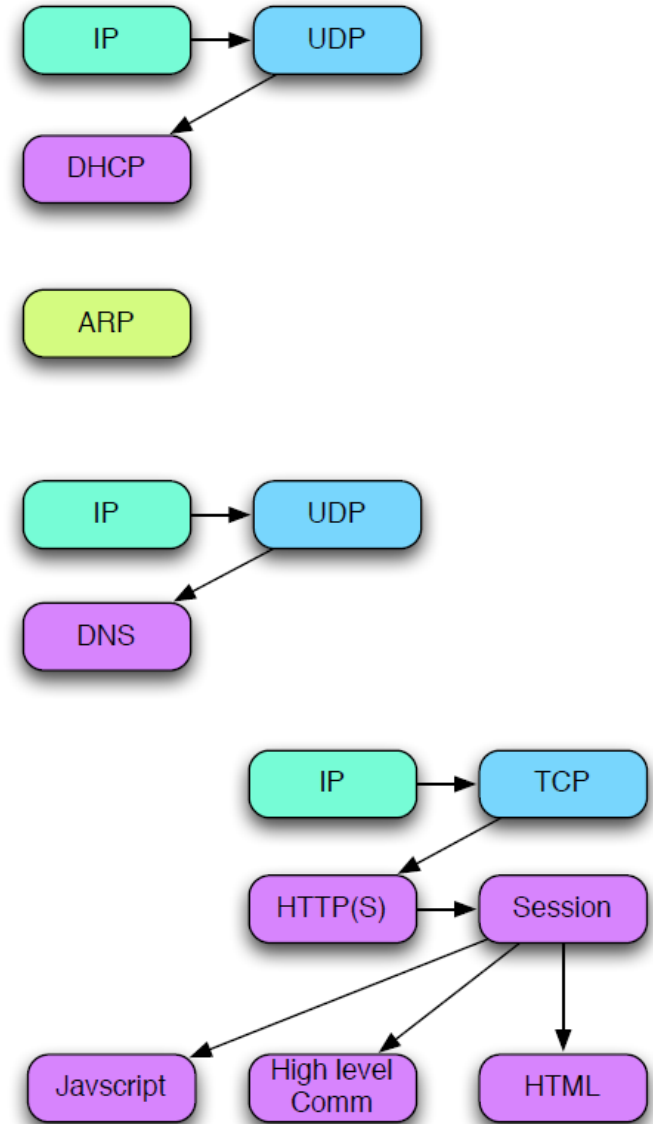 IP
UDP
DHCP
ARP
IP
UDP
DNS
IP
TCP
HTTP(S)
Session
Javscript
High level
Comm
HTML